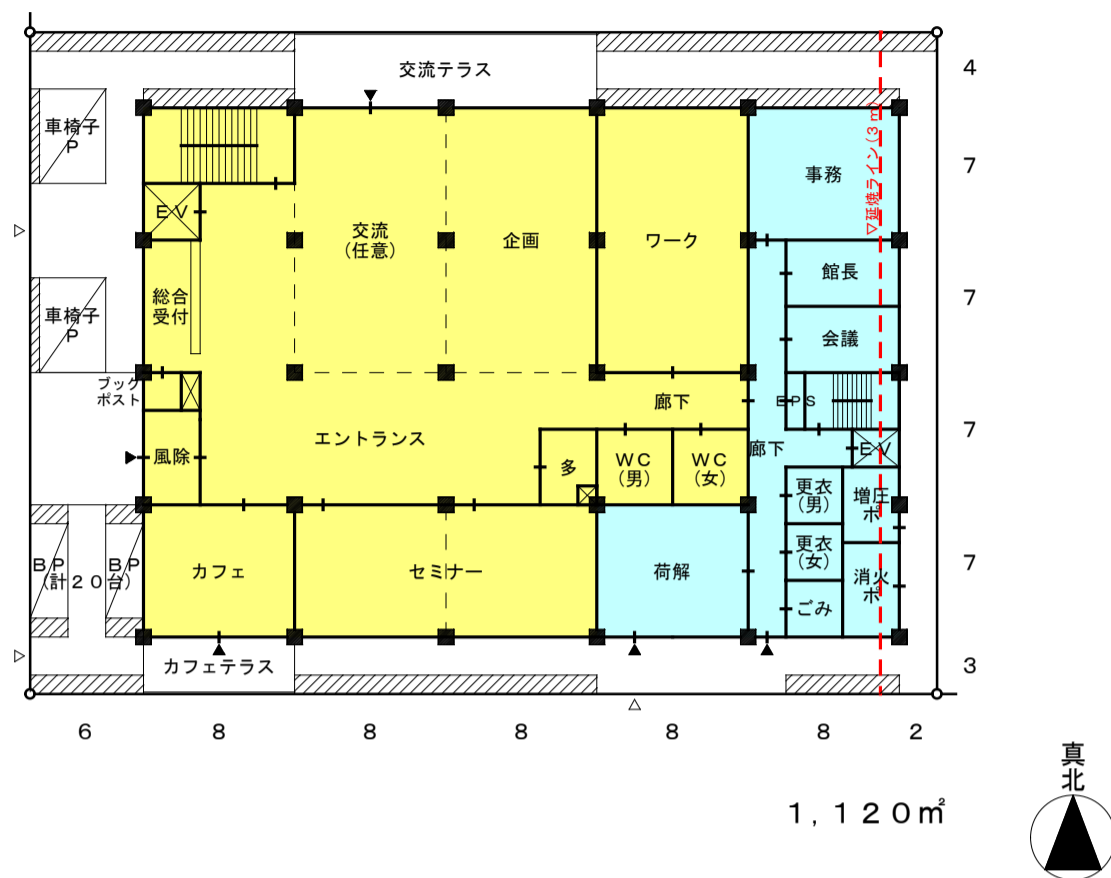 交流テラス
4
車椅子
P
▽延焼ライン(3m)
事務
7
EV
交流
(任意)
企画
ワーク
館長
総合
受付
7
車椅子
P
会議
ブック
ポスト
廊下
EPS
7
エントランス
風除
多
WC
(男)
WC
(女)
廊下
EV
更衣
(男)
増圧
ポ
BP
BP
(計20台)
カフェ
セミナー
荷解
更衣
(女)
7
消火
ポ
ごみ
カフェテラス
3
6
8
8
8
8
8
2
1,120㎡
真北